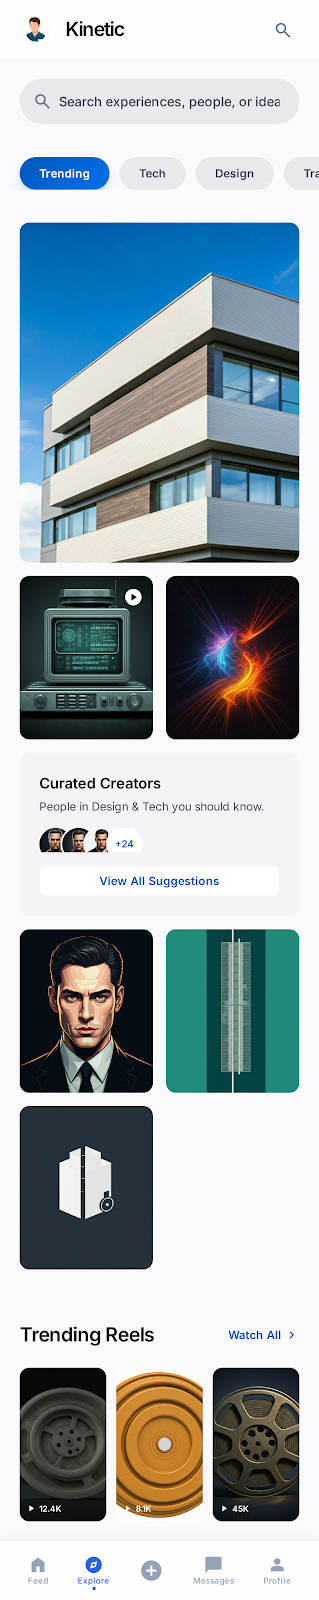 Kinetic
Search experiences, people, or idea
Trending
Tech
Design
Tra
Curated Creators
People in Design & Tech you should know.
+24
View All Suggestions
Trending Reels
Watch All
12.4K
8.1K
45K
Feed
Explore
Messages
Profile